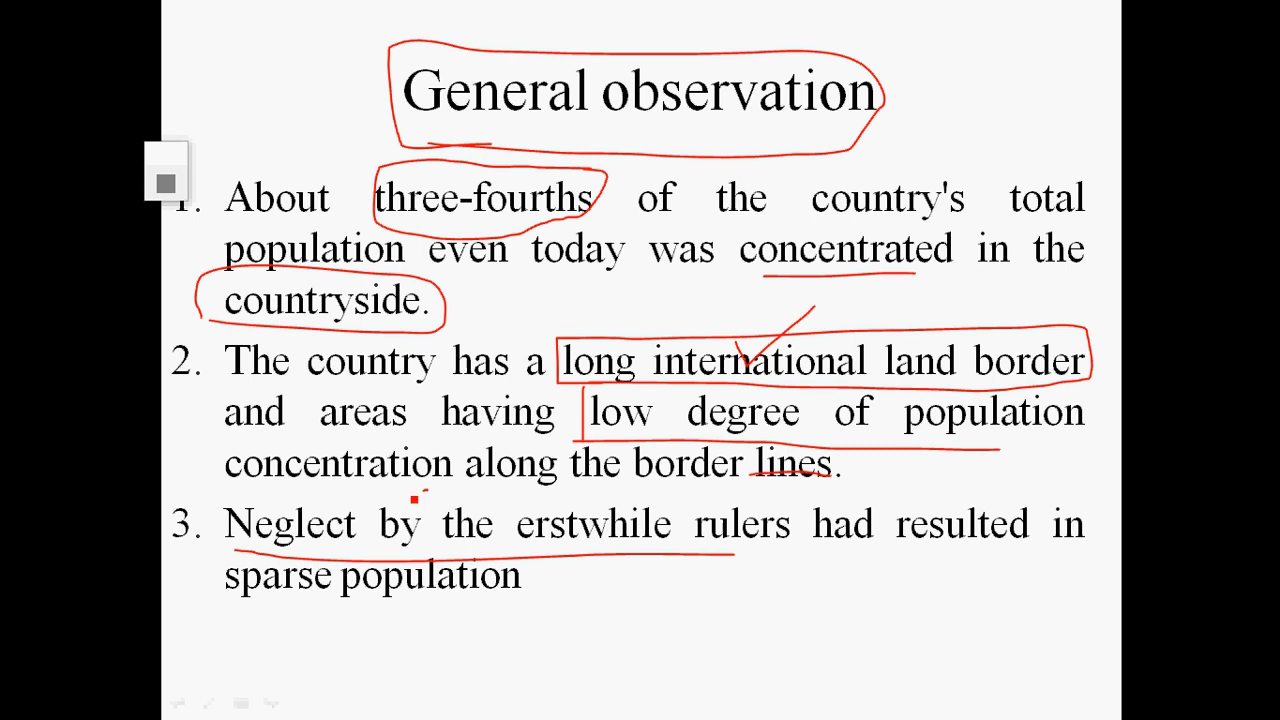 General observation
1. About three-fourths of the country's total
population even today was concentrated in the
countryside.
2. The country has a long international land border
and areas having low degree of population
concentration along the border lines.
3. Neglect by the erstwhile rulers had resulted in
sparse population